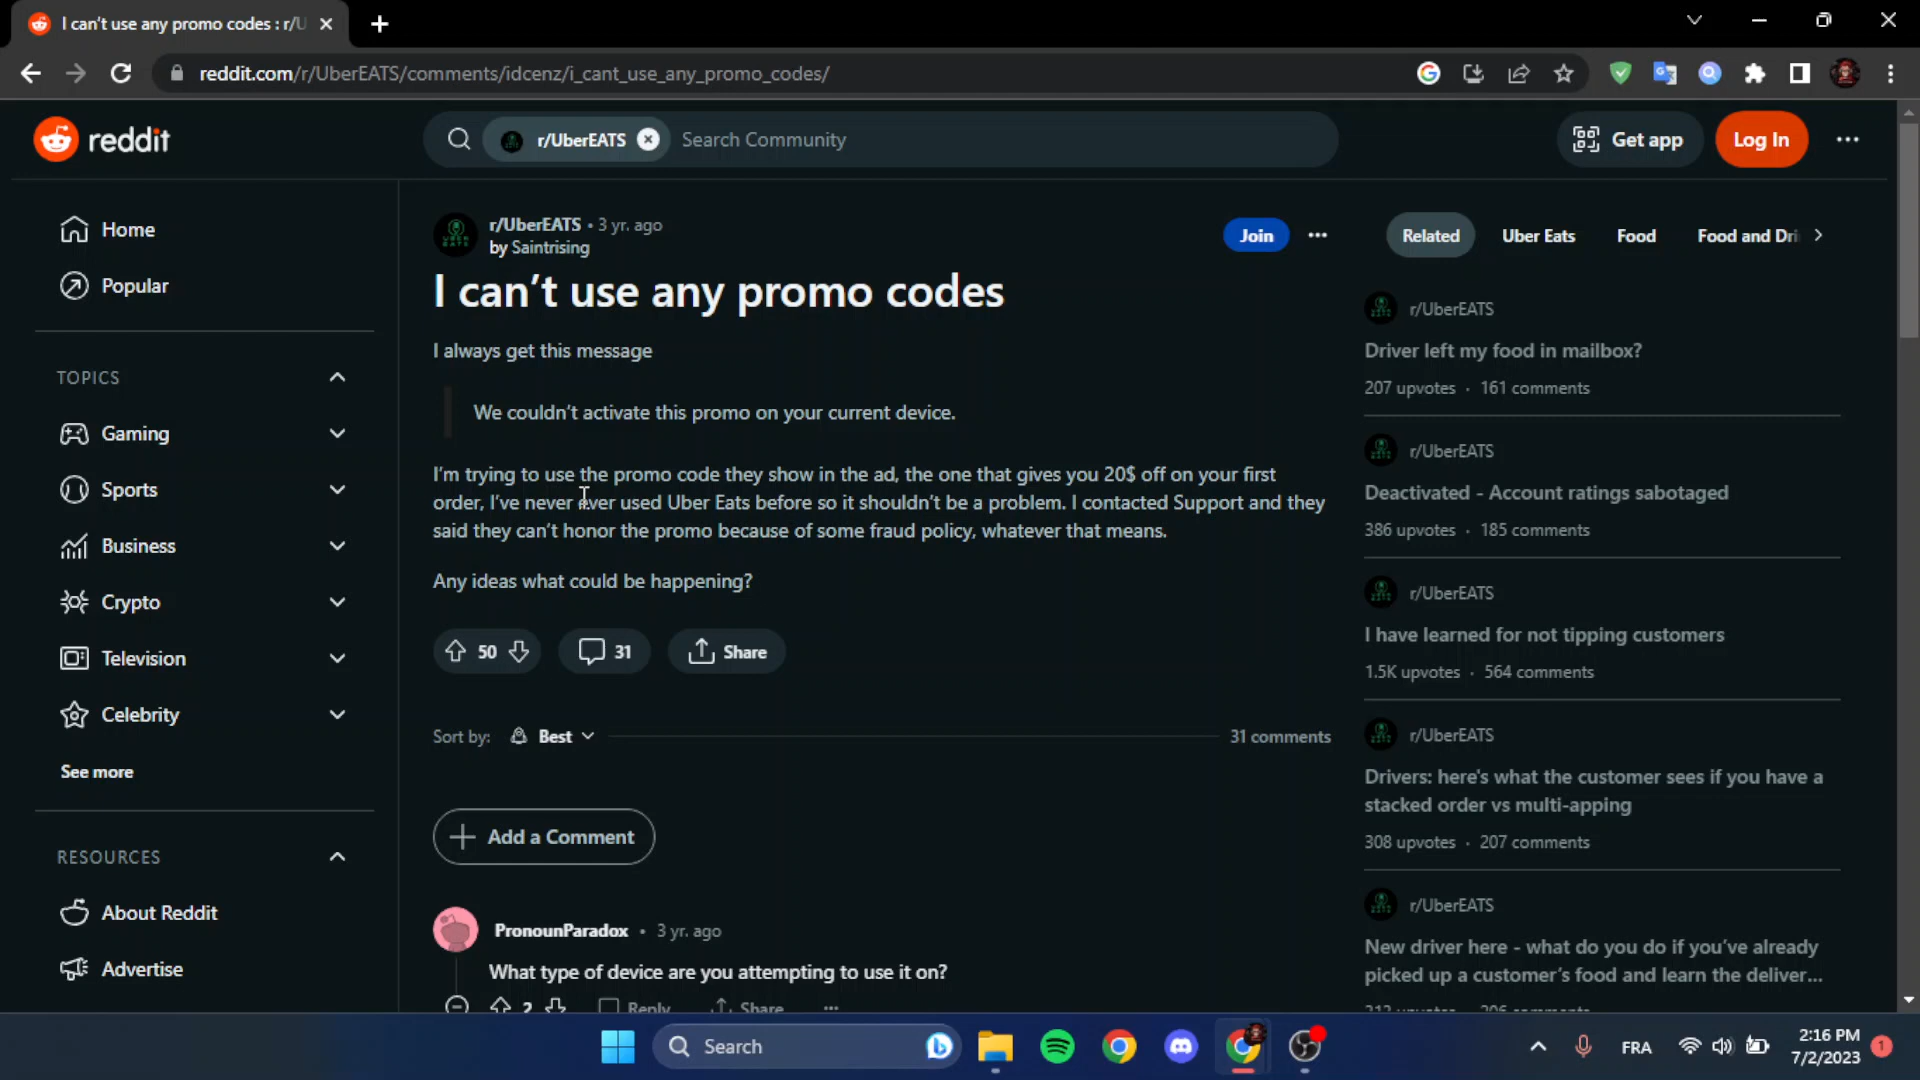 I can't use any promo codes : r/U
reddit.com/r/UberEATS/comments/idcenz/i_cant_use_any_promo_codes/
reddit
r/UberEATS
Search Community
Get app
Log In
Home
Popular
TOPICS
Gaming
Sports
Business
Crypto
Television
Celebrity
See more
RESOURCES
About Reddit
Advertise
r/UberEATS • 3 yr. ago
by Saintrising
Join
I can't use any promo codes
I always get this message
We couldn't activate this promo on your current device.
I'm trying to use the promo code they show in the ad, the one that gives you 20$ off on your first
order, I've never ever used Uber Eats before so it shouldn't be a problem. I contacted Support and they
said they can't honor the promo because of some fraud policy, whatever that means.
Any ideas what could be happening?
50
31
Share
Sort by:
Best
31 comments
Add a Comment
PronounParadox • 3 yr. ago
What type of device are you attempting to use it on?
2
Reply
Share
Related
Uber Eats
Food
Food and Dri
r/UberEATS
Driver left my food in mailbox?
207 upvotes · 161 comments
r/UberEATS
Deactivated - Account ratings sabotaged
386 upvotes · 185 comments
r/UberEATS
I have learned for not tipping customers
1.5K upvotes · 564 comments
r/UberEATS
Drivers: here's what the customer sees if you have a
stacked order vs multi-apping
308 upvotes · 207 comments
r/UberEATS
New driver here - what do you do if you've already
picked up a customer's food and learn the deliver...
Search
FRA
2:16 PM
7/2/2023
1